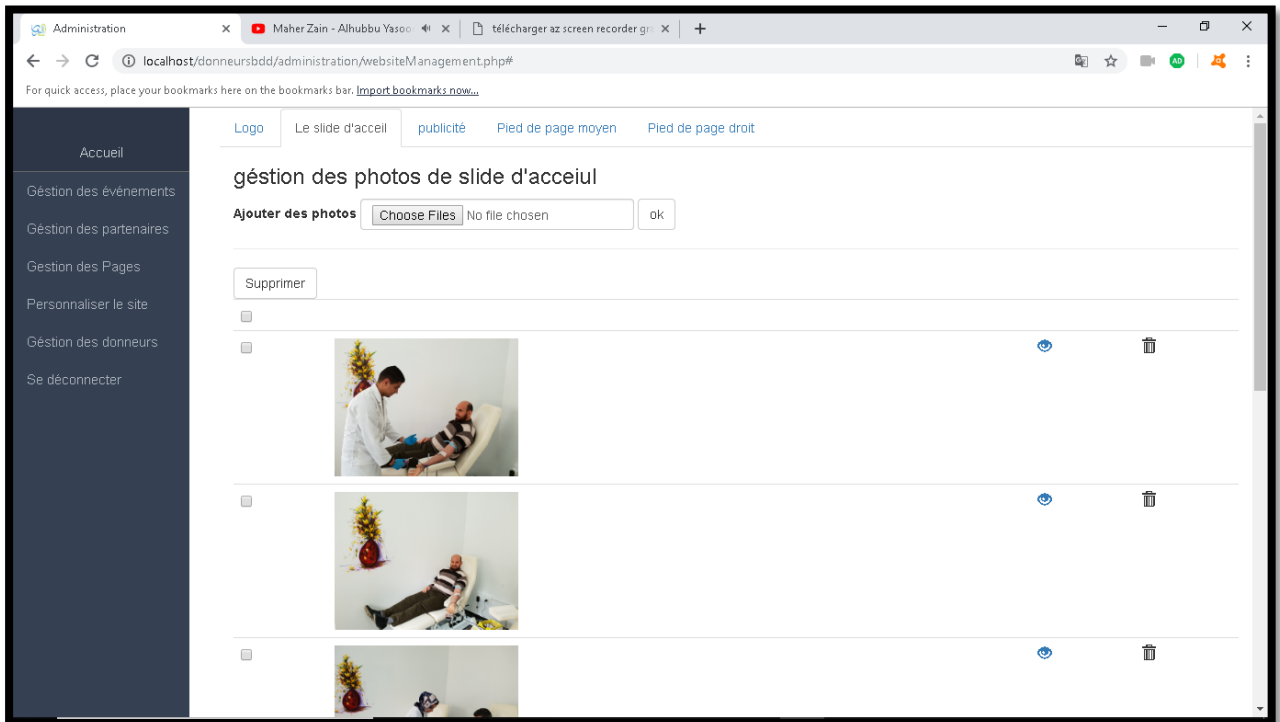 Administration
Maher Zain - Alhubbu Yasoo
télécharger az screen recorder gra
localhost/donneursbdd/administration/websiteManagement.php#
AD
For quick access, place your bookmarks here on the bookmarks bar. Import bookmarks now...
Logo Le slide d'acceil publicité Pied de page moyen Pied de page droit
Accueil
Géstion des événements
Géstion des partenaires
Gestion des Pages
Personnaliser le site
Géstion des donneurs
Se déconnecter
géstion des photos de slide d'acceiul
Ajouter des photos Choose Files No file chosen ok
Supprimer